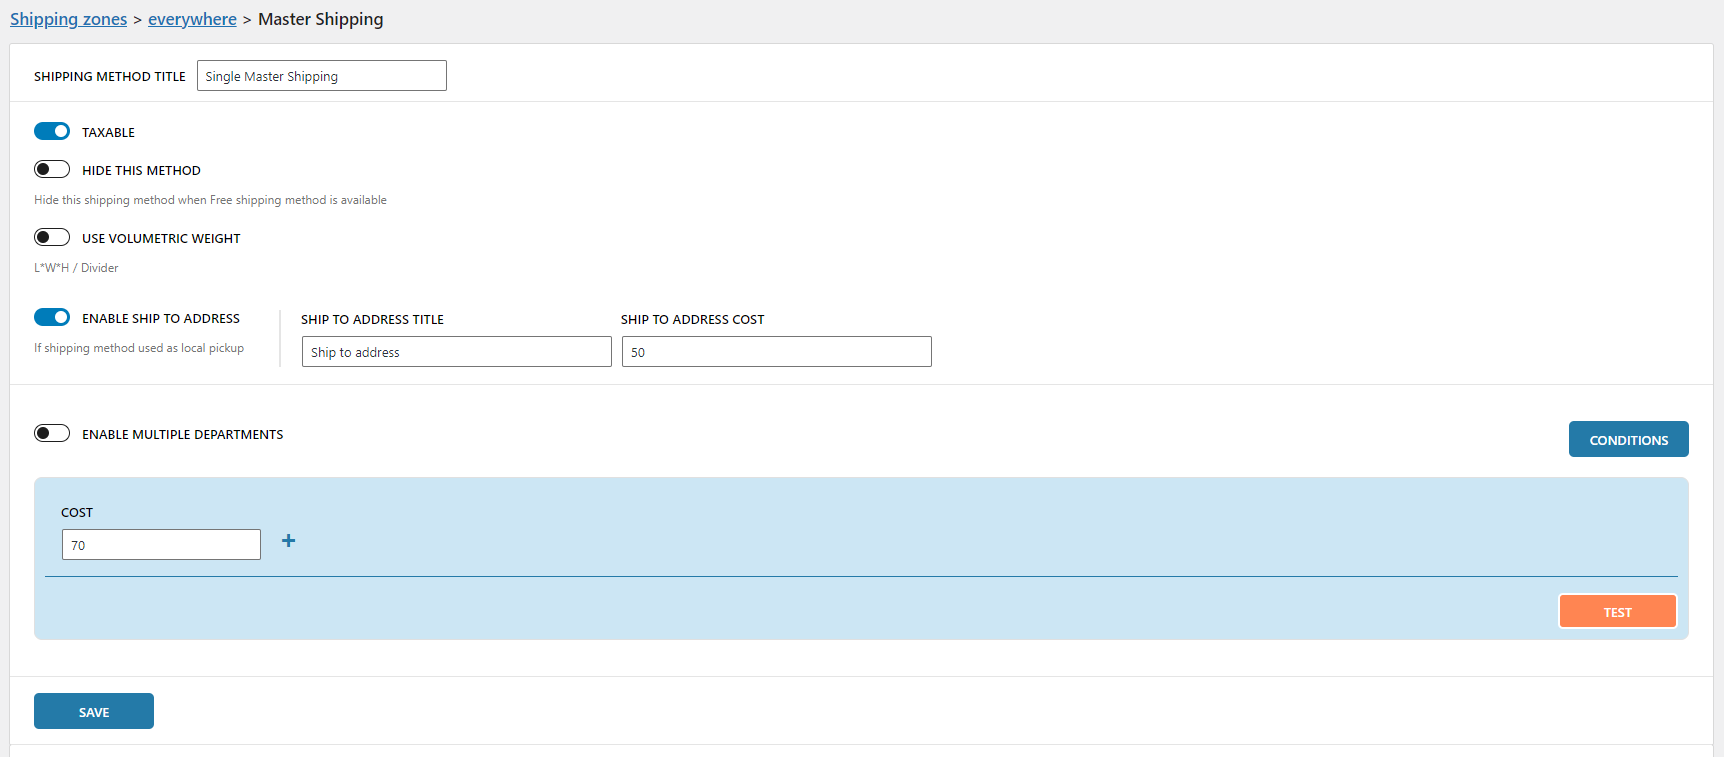 Shipping zones > everywhere > Master Shipping
SHIPPING METHOD TITLE Single Master Shipping
TAXABLE
HIDE THIS METHOD
Hide this shipping method when Free shipping method is available
USE VOLUMETRIC WEIGHT
L*W*H / Divider
ENABLE SHIP TO ADDRESS
If shipping method used as local pickup
SHIP TO ADDRESS TITLE
Ship to address
SHIP TO ADDRESS COST
50
ENABLE MULTIPLE DEPARTMENTS
CONDITIONS
COST
70 +
TEST
SAVE